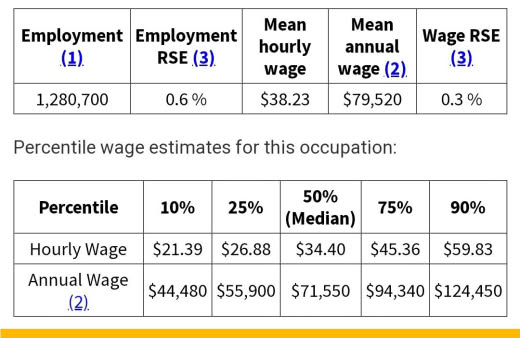 Employment (1) Employment RSE (3) Mean hourly wage Mean annual wage (2) Wage RSE (3)
1,280,700 0.6 % $38.23 $79,520 0.3 %
Percentile wage estimates for this occupation:
Percentile 10% 25% 50% (Median) 75% 90%
Hourly Wage $21.39 $26.88 $34.40 $45.36 $59.83
Annual Wage (2) $44,480 $55,900 $71,550 $94,340 $124,450